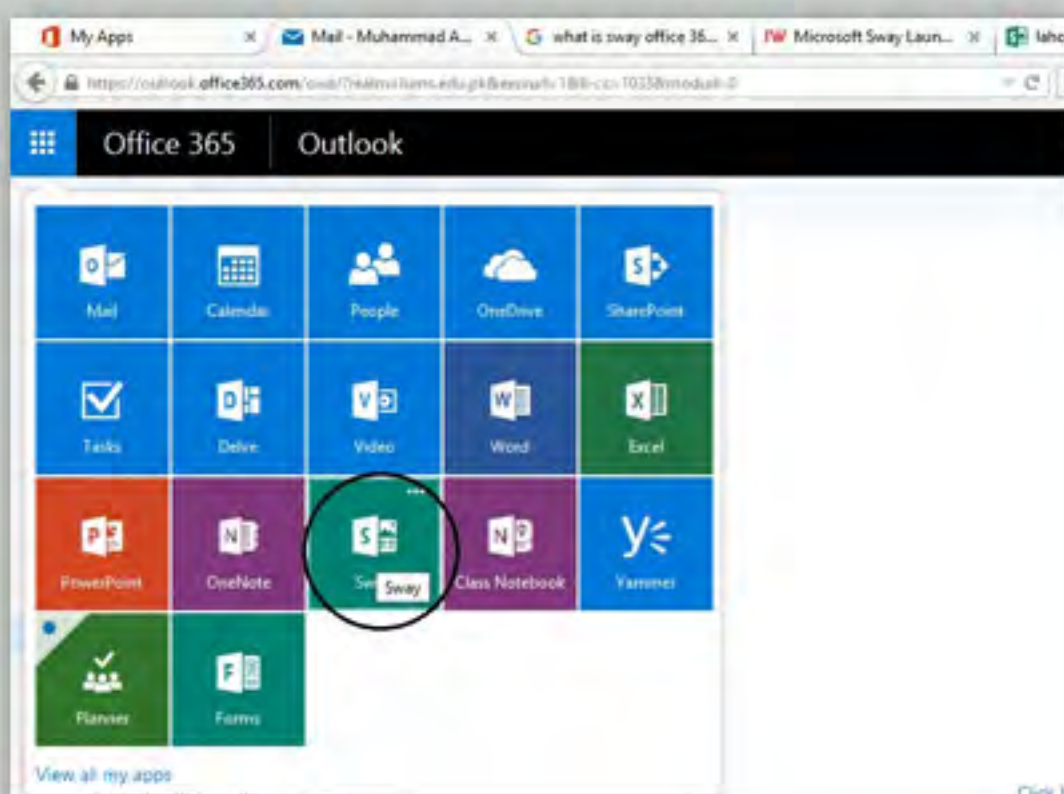 My Apps
Mail - Muhammad A...
what is sway office 36...
Microsoft Sway Laun...
Office 365
Outlook
Mail
Calendar
People
OneDrive
SharePoint
Tasks
Delve
Video
Word
Excel
PowerPoint
OneNote
Sway
Class Notebook
Yammer
Planner
Forms
View all my apps